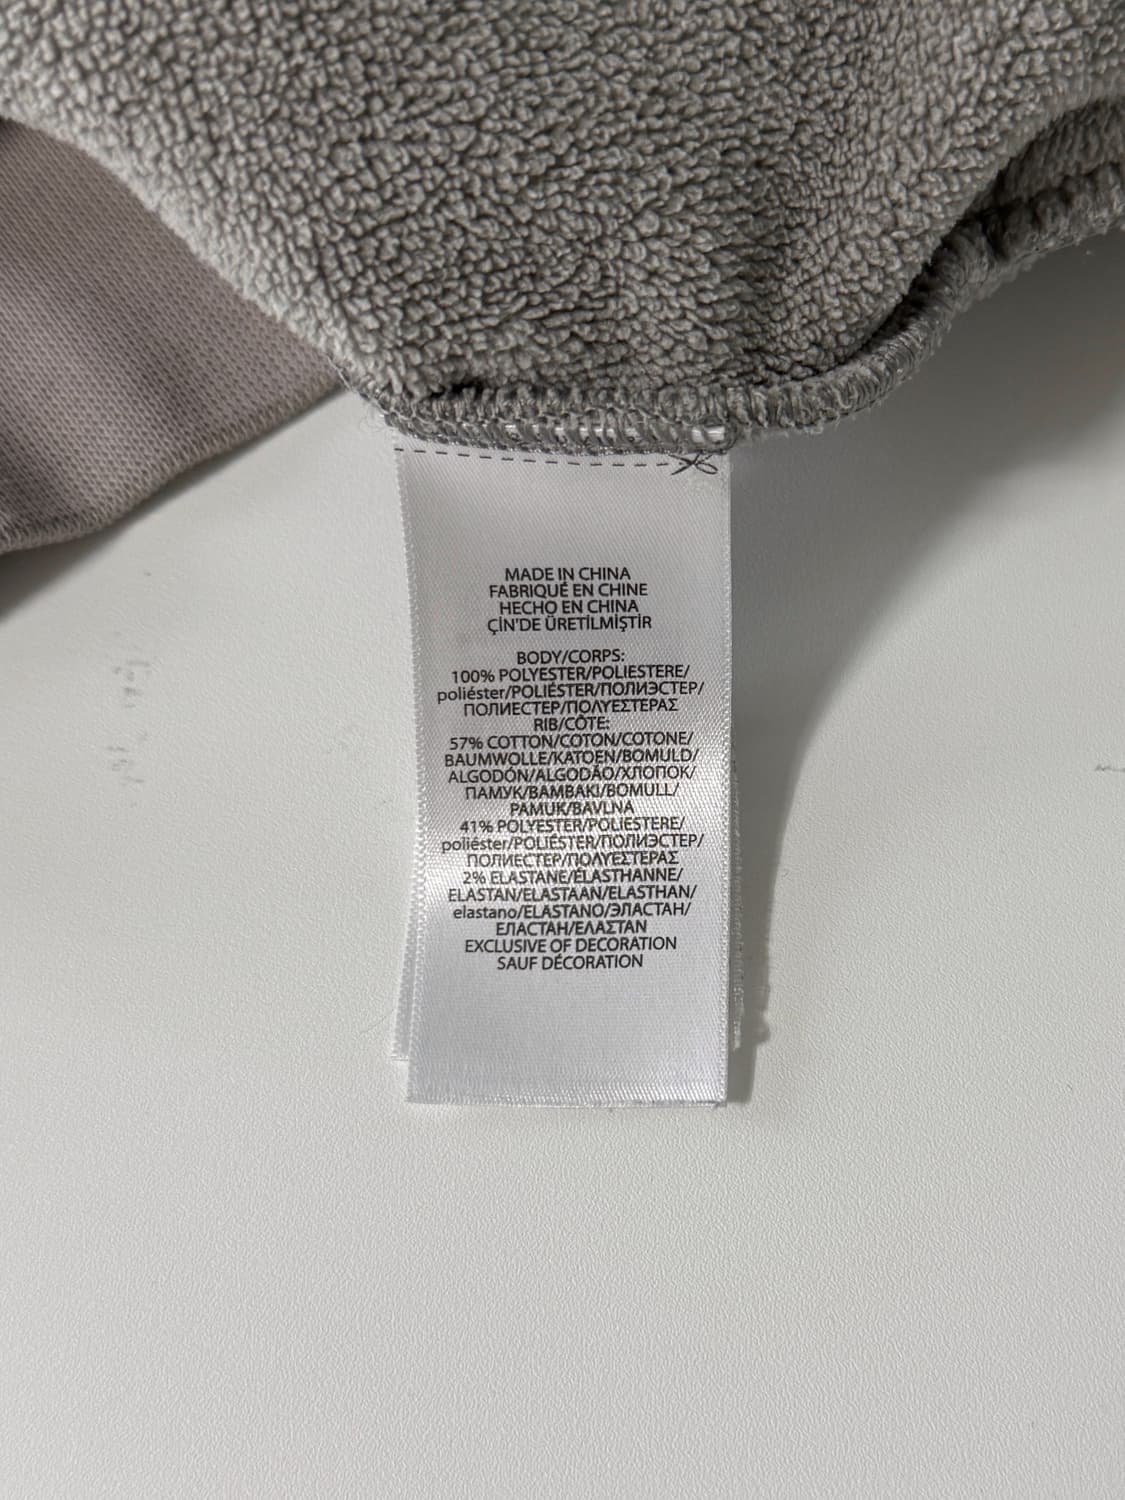 MADE IN CHINA
FABRIQUÉ EN CHINE
HECHO EN CHINA
ÇİN'DE ÜRETİLMİŞTİR
BODY/CORPS:
100% POLYESTER/POLIESTERE/
poliéster/POLIÉSTER/ПОЛИЭСТЕР/
ПОЛИЕСТЕР/ΠΟΛΥΕΣΤΕΡΑΣ
RIB/CÔTE:
57% COTTON/COTON/COTONE/
BAUMWOLLE/KATOEN/BOMULD/
ALGODÓN/ALGODÃO/ХЛОПОК/
ПАМУК/BAMBAKI/BOMULL/
PAMUK/BAVLNA
41% POLYESTER/POLIESTERE/
poliéster/POLIÉSTER/ПОЛИЭСТЕР/
ПОЛИЕСТЕР/ΠΟΛΥΕΣΤΕΡΑΣ
2% ELASTANE/ÉLASTHANNE/
ELASTAN/ELASTAAN/ELASTHAN/
elastano/ELASTANO/ЭЛАСТАН/
ЕЛАСТАН/ΕΛΑΣΤΑΝ
EXCLUSIVE OF DECORATION
SAUF DÉCORATION